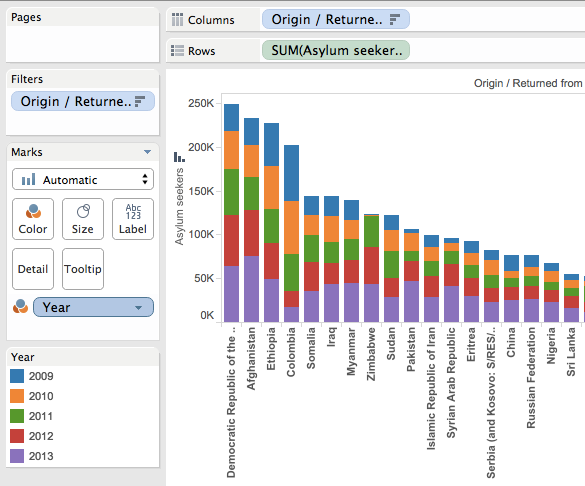 Pages
Columns
Origin / Returne..
Rows
SUM(Asylum seeker..
Filters
Origin / Returne..
Marks
Automatic
Color
Size
Abc
123
Label
Detail
Tooltip
Year
Year
2009
2010
2011
2012
2013
Origin / Returned from
Asylum seekers
250K
200K
150K
100K
50K
0K
Democratic Republic of the ..
Afghanistan
Ethiopia
Colombia
Somalia
Iraq
Myanmar
Zimbabwe
Sudan
Pakistan
Islamic Republic of Iran
Syrian Arab Republic
Eritrea
Serbia (and Kosovo: S/RES/..
China
Russian Federation
Nigeria
Sri Lanka